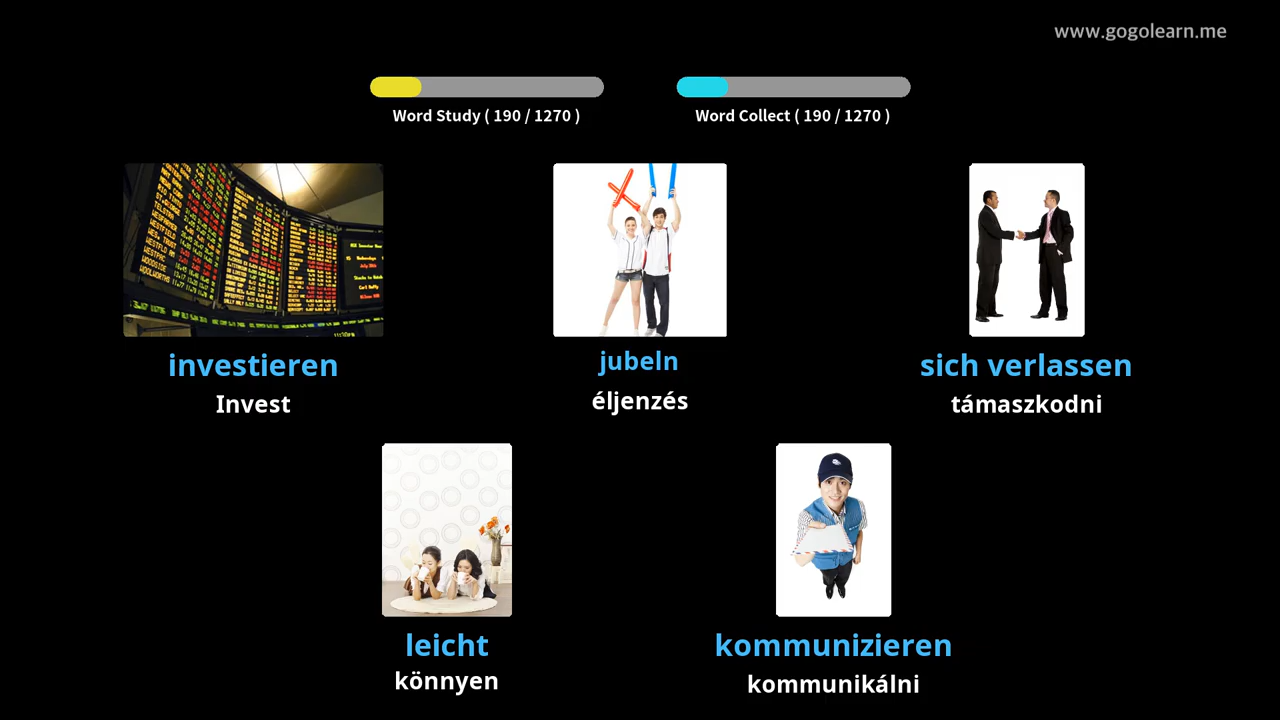 www.gogolearn.me
Word Study ( 190 / 1270 )
Word Collect ( 190 / 1270 )
investieren
Invest
jubeln
éljenzés
sich verlassen
támaszkodni
leicht
könnyen
kommunizieren
kommunikálni